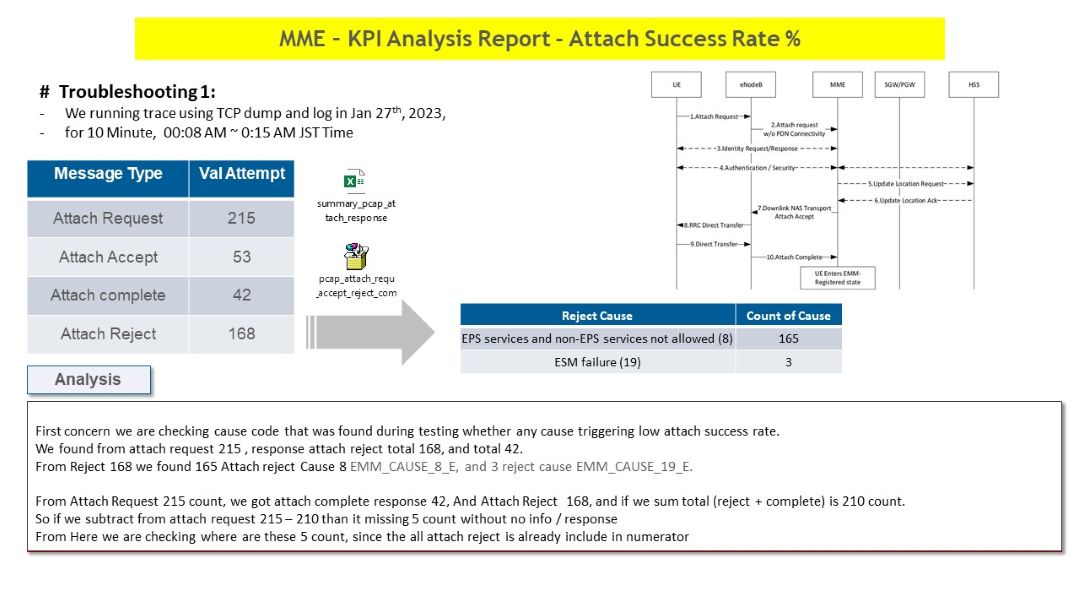 MME – KPI Analysis Report - Attach Success Rate %
# Troubleshooting 1:
- We running trace using TCP dump and log in Jan 27th, 2023,
- for 10 Minute, 00:08 AM ~ 0:15 AM JST Time
Message Type Val Attempt
Attach Request 215
Attach Accept 53
Attach complete 42
Attach Reject 168
summary_pcap_at
tach_response
pcap_attach_requ
_accept_reject_com
UE eNodeB MME SGW/PGW HSS
1.Attach Request
2.Attach request
w/o PDN Connectivity
3.Identity Request/Response
4.Authentication / Security
5.Update Location Request
6.Update Location Ack
7.Downlink NAS Transport
Attach Accept
8.RRC Direct Transfer
9.Direct Transfer
10.Attach Complete
UE Enters EMM-
Registered state
Reject Cause Count of Cause
EPS services and non-EPS services not allowed (8) 165
ESM failure (19) 3
Analysis
First concern we are checking cause code that was found during testing whether any cause triggering low attach success rate.
We found from attach request 215 , response attach reject total 168, and total 42.
From Reject 168 we found 165 Attach reject Cause 8 EMM_CAUSE_8_E, and 3 reject cause EMM_CAUSE_19_E.
From Attach Request 215 count, we got attach complete response 42, And Attach Reject 168, and if we sum total (reject + complete) is 210 count.
So if we subtract from attach request 215 – 210 than it missing 5 count without no info / response
From Here we are checking where are these 5 count, since the all attach reject is already include in numerator